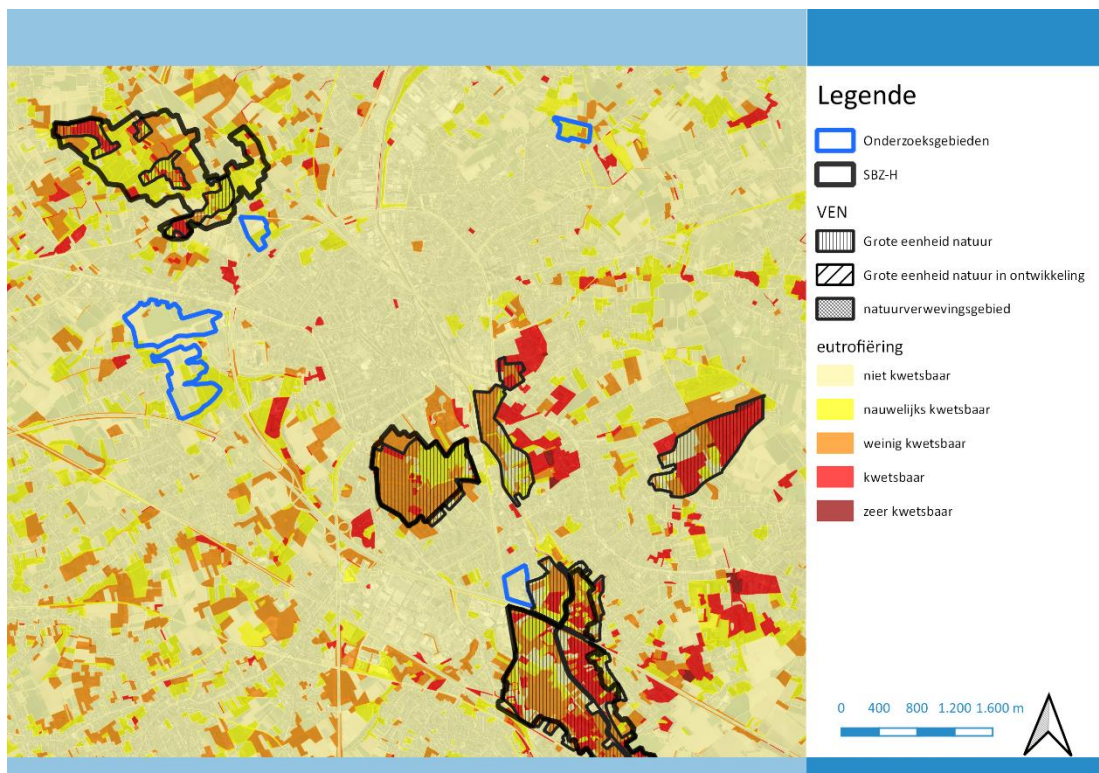 Legende
Onderzoeksgebieden
SBZ-H
VEN
Grote eenheid natuur
Grote eenheid natuur in ontwikkeling
natuurverwevingsgebied
eutrofiëring
niet kwetsbaar
nauwelijks kwetsbaar
weinig kwetsbaar
kwetsbaar
zeer kwetsbaar
0 400 800 1.200 1.600 m